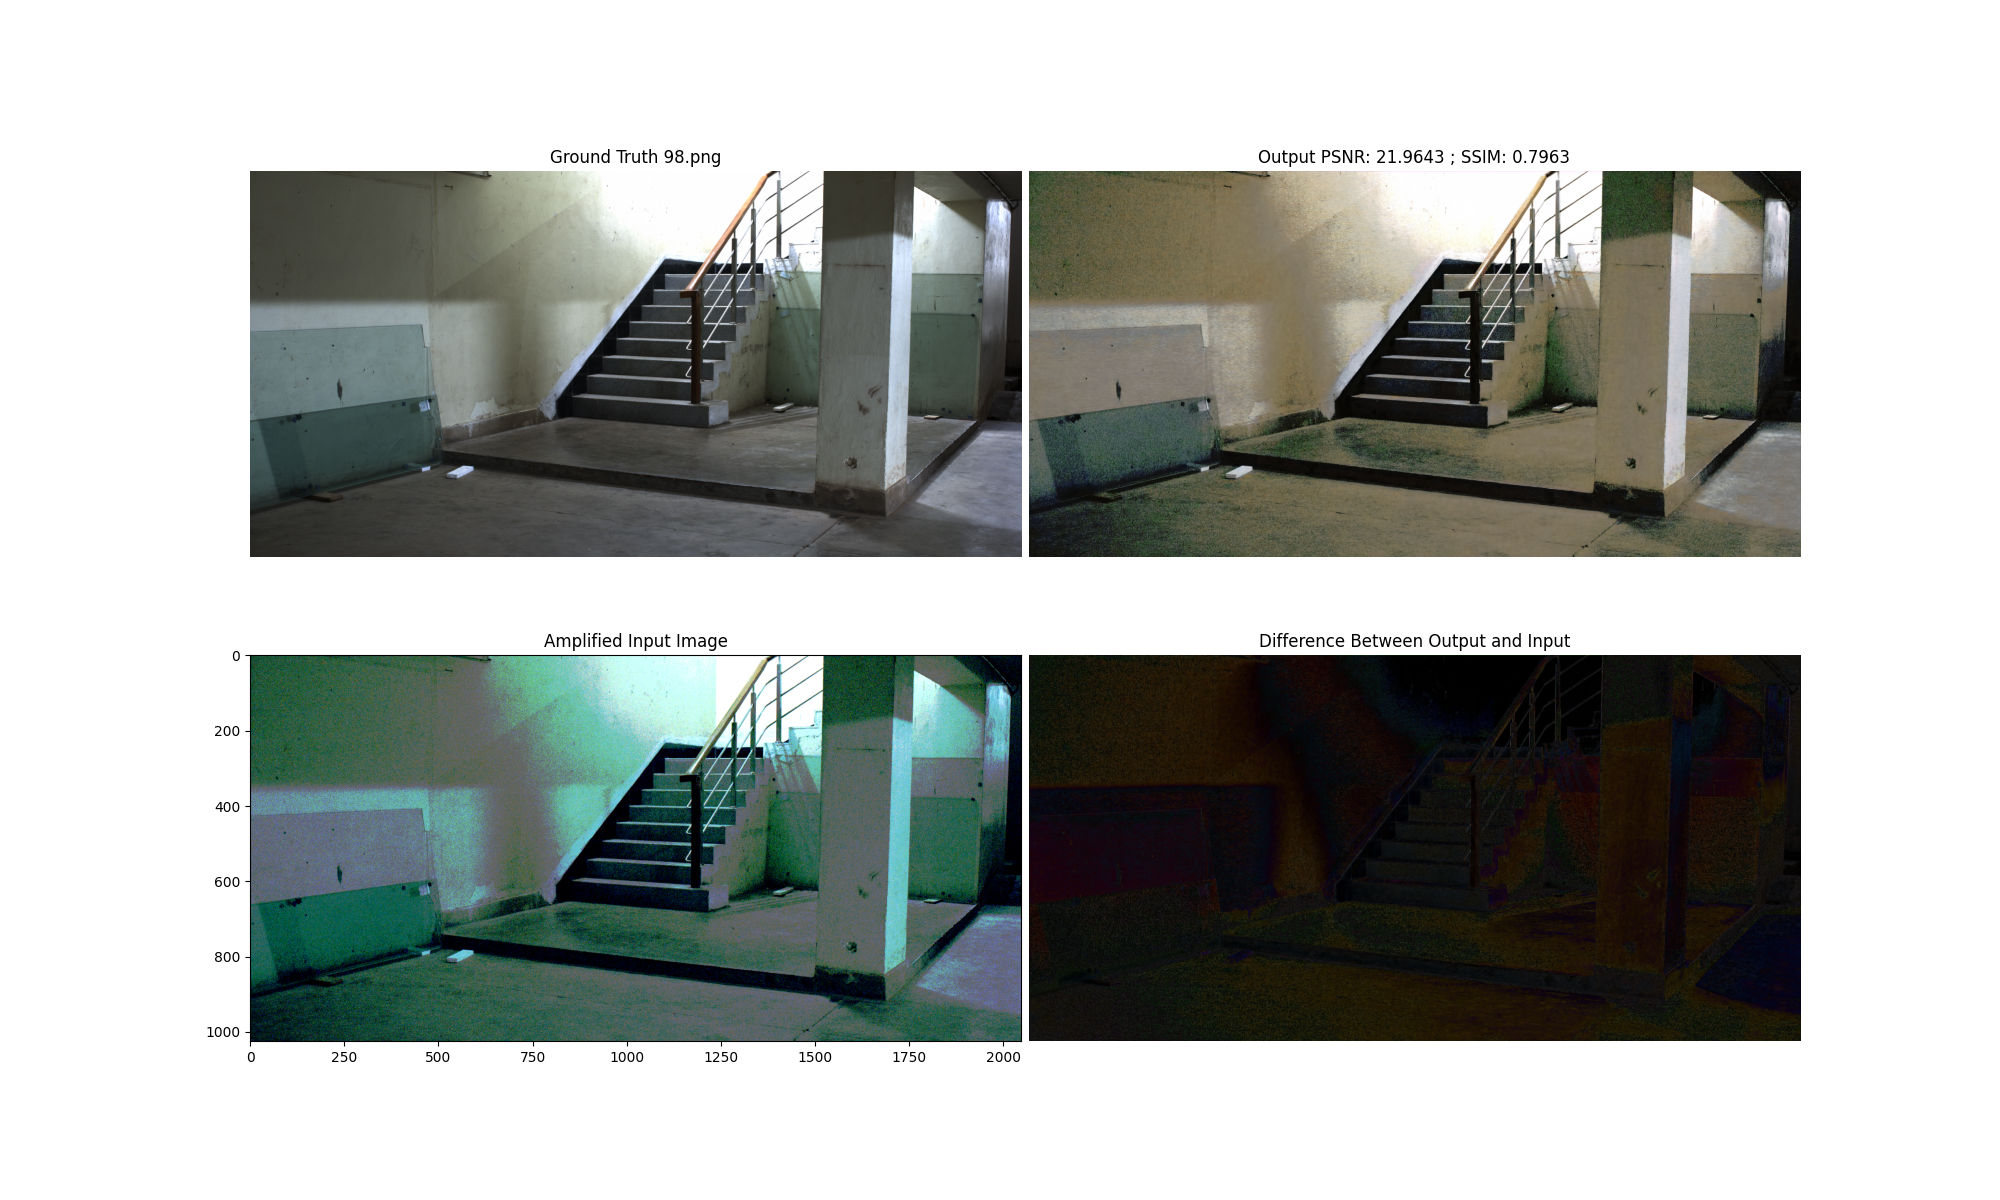 Ground Truth 98.png
Output PSNR: 21.9643 ; SSIM: 0.7963
Amplified Input Image
Difference Between Output and Input
0
200
400
600
800
1000
0 250 500 750 1000 1250 1500 1750 2000